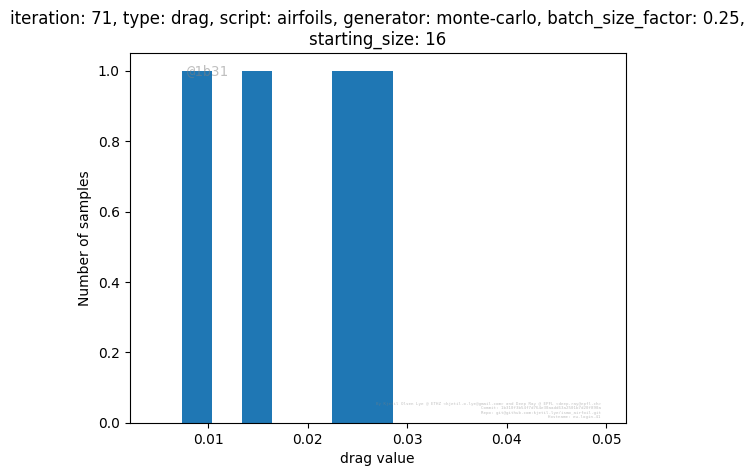 iteration: 71, type: drag, script: airfoils, generator: monte-carlo, batch_size_factor: 0.25,
starting_size: 16
@1b31
1.0
0.8
0.6
0.4
0.2
0.0
Number of samples
0.01
0.02
0.03
0.04
0.05
drag value